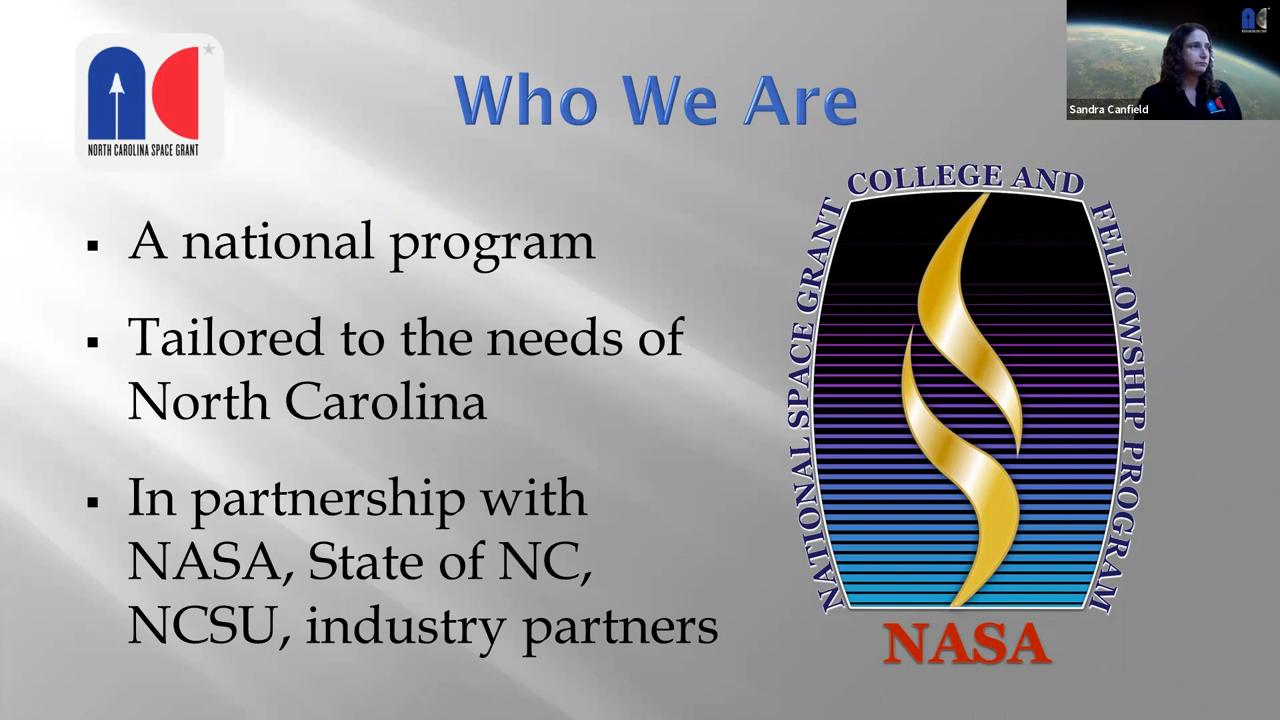 NORTH CAROLINA SPACE GRANT
Who We Are
Sandra Canfield
▪ A national program
▪ Tailored to the needs of
North Carolina
▪ In partnership with
NASA, State of NC,
NCSU, industry partners
NATIONAL SPACE GRANT COLLEGE AND FELLOWSHIP PROGRAM
NASA